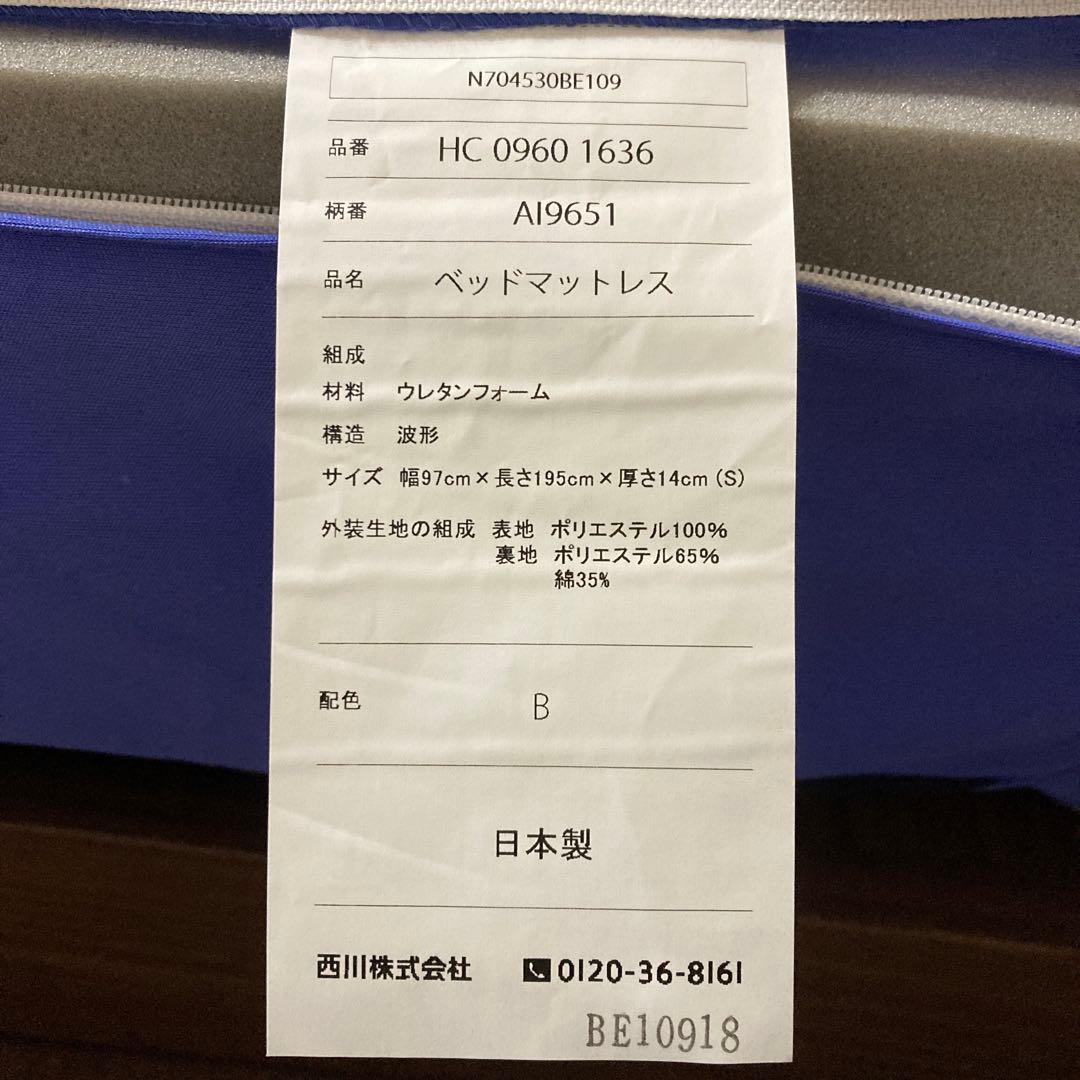 N704530BE109
品番 HC 0960 1636
柄番 AI9651
品名 ベッドマットレス
組成
材料 ウレタンフォーム
構造 波形
サイズ 幅97cm×長さ195cm×厚さ14cm (S)
外装生地の組成 表地 ポリエステル100%
裏地 ポリエステル65%
綿35%
配色 B
日本製
西川株式会社 0120-36-8161
BE10918